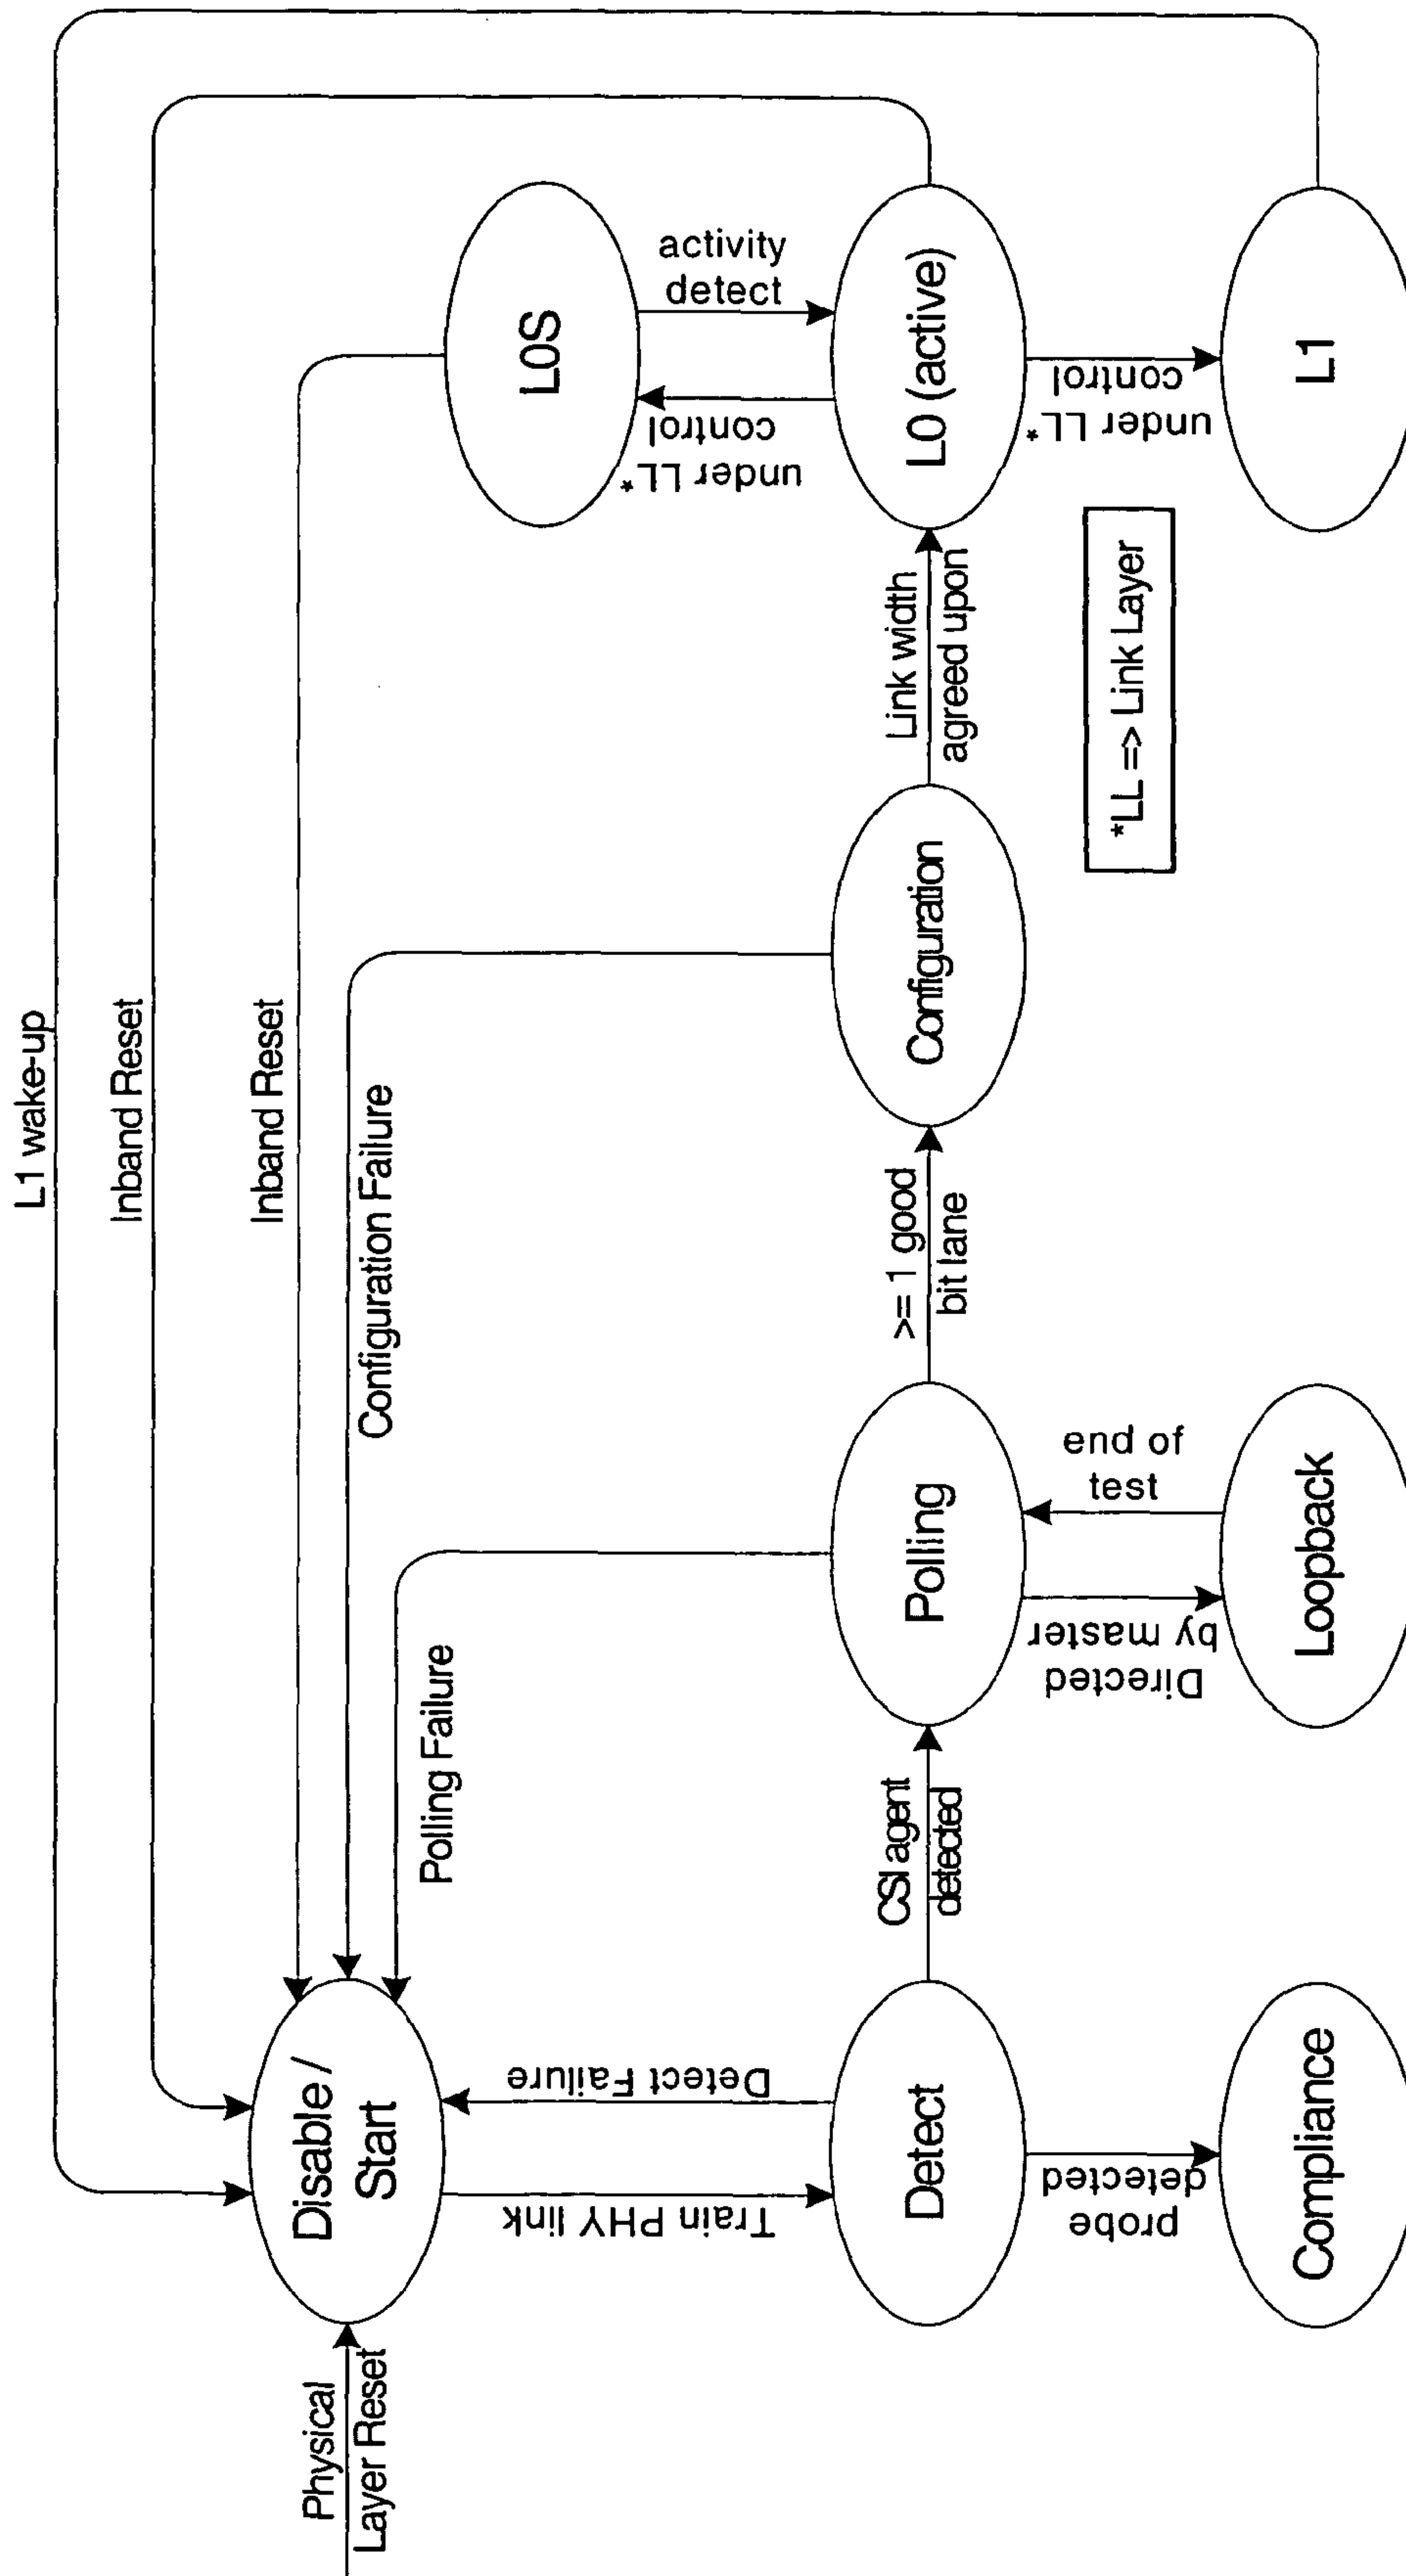 L1 wake-up
Inband Reset
Inband Reset
Configuration Failure
Polling Failure
Physical
Layer Reset
Disable /
Start
Train PHY link
Detect Failure
Detect
CSI agent
detected
Polling
>= 1 good
bit lane
Configuration
Link width
agreed upon
L0 (active)
under LL*
control
activity
detect
L0S
under LL*
control
L1
probe
detected
Compliance
Directed
by master
end of
test
Loopback
*LL => Link Layer